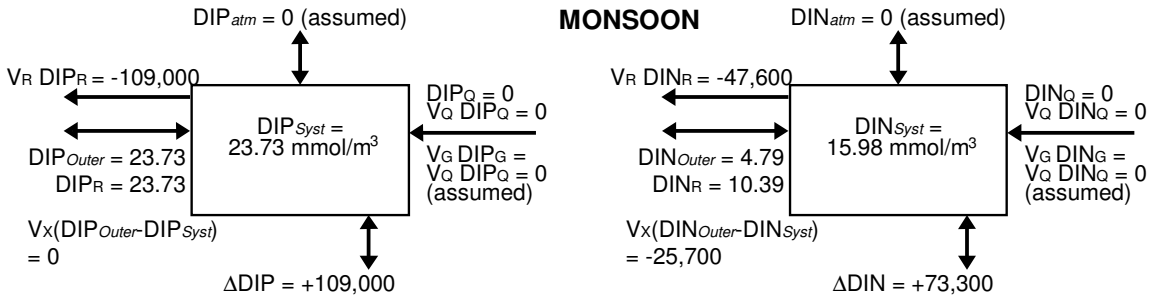 MONSOON
DIPatm = 0 (assumed)
VR DIPR = -109,000
DIPQ = 0
VQ DIPQ = 0
DIPSyst =
23.73 mmol/m³
DIPOuter = 23.73
DIPR = 23.73
VG DIPG =
VQ DIPQ = 0
(assumed)
VX(DIPOuter-DIPSyst)
= 0
ΔDIP = +109,000
DINatm = 0 (assumed)
VR DINR = -47,600
DINQ = 0
VQ DINQ = 0
DINSyst =
15.98 mmol/m³
DINOuter = 4.79
DINR = 10.39
VG DING =
VQ DINQ = 0
(assumed)
VX(DINOuter-DINSyst)
= -25,700
ΔDIN = +73,300